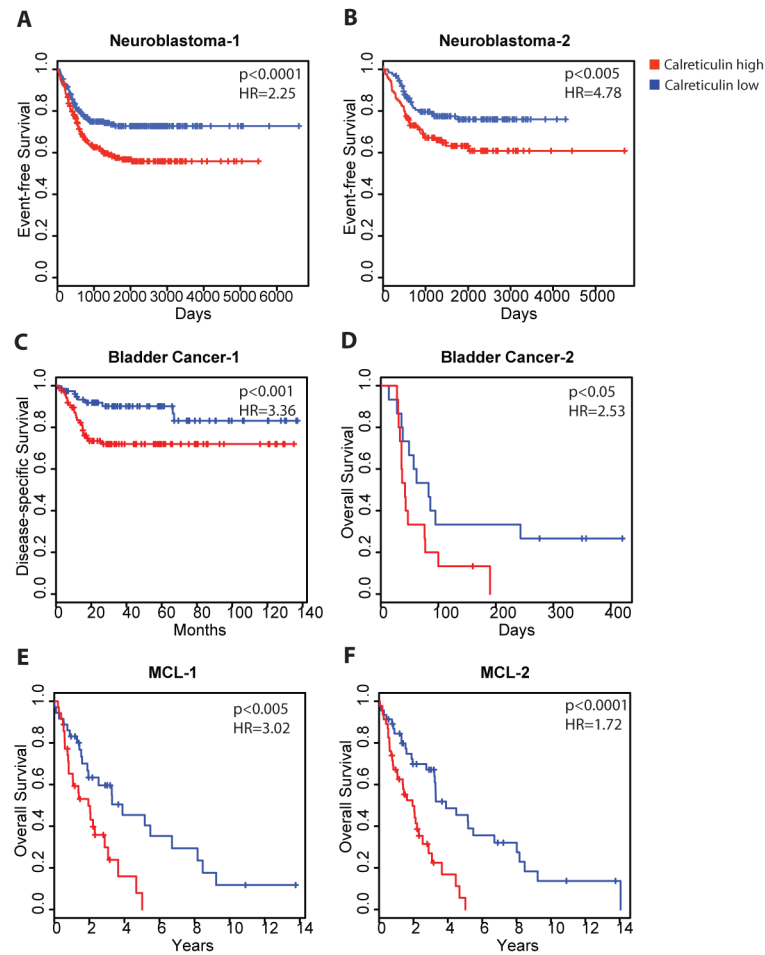 A
Neuroblastoma-1
p<0.0001
HR=2.25
Event-free Survival
0.0 0.2 0.4 0.6 0.8 1.0
0 1000 2000 3000 4000 5000 6000
Days
B
Neuroblastoma-2
p<0.005
HR=4.78
Event-free Survival
0.0 0.2 0.4 0.6 0.8 1.0
0 1000 2000 3000 4000 5000
Days
Calreticulin high
Calreticulin low
C
Bladder Cancer-1
p<0.001
HR=3.36
Disease-specific Survival
0.0 0.2 0.4 0.6 0.8 1.0
0 20 40 60 80 100 120 140
Months
D
Bladder Cancer-2
p<0.05
HR=2.53
Overall Survival
0.0 0.2 0.4 0.6 0.8 1.0
0 100 200 300 400
Days
E
MCL-1
p<0.005
HR=3.02
Overall Survival
0.0 0.2 0.4 0.6 0.8 1.0
0 2 4 6 8 10 12 14
Years
F
MCL-2
p<0.0001
HR=1.72
Overall Survival
0.0 0.2 0.4 0.6 0.8 1.0
0 2 4 6 8 10 12 14
Years